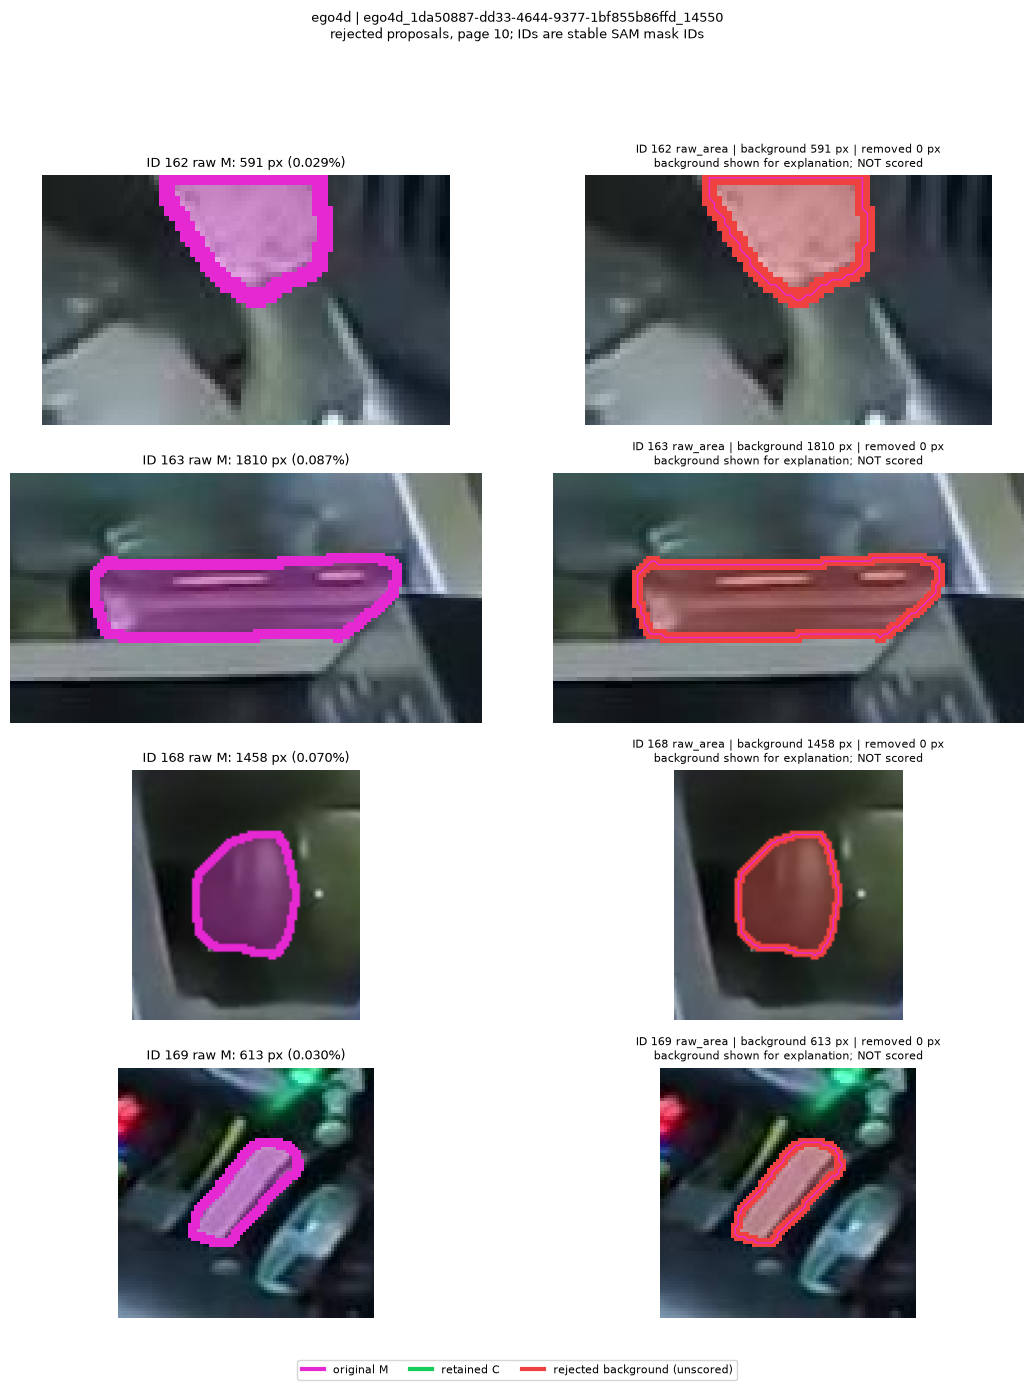 ego4d | ego4d_1da50887-dd33-4644-9377-1bf855b86ffd_14550
rejected proposals, page 10; IDs are stable SAM mask IDs
ID 162 raw M: 591 px (0.029%)
ID 162 raw_area | background 591 px | removed 0 px
background shown for explanation; NOT scored
ID 163 raw M: 1810 px (0.087%)
ID 163 raw_area | background 1810 px | removed 0 px
background shown for explanation; NOT scored
ID 168 raw M: 1458 px (0.070%)
ID 168 raw_area | background 1458 px | removed 0 px
background shown for explanation; NOT scored
ID 169 raw M: 613 px (0.030%)
ID 169 raw_area | background 613 px | removed 0 px
background shown for explanation; NOT scored
original M
retained C
rejected background (unscored)